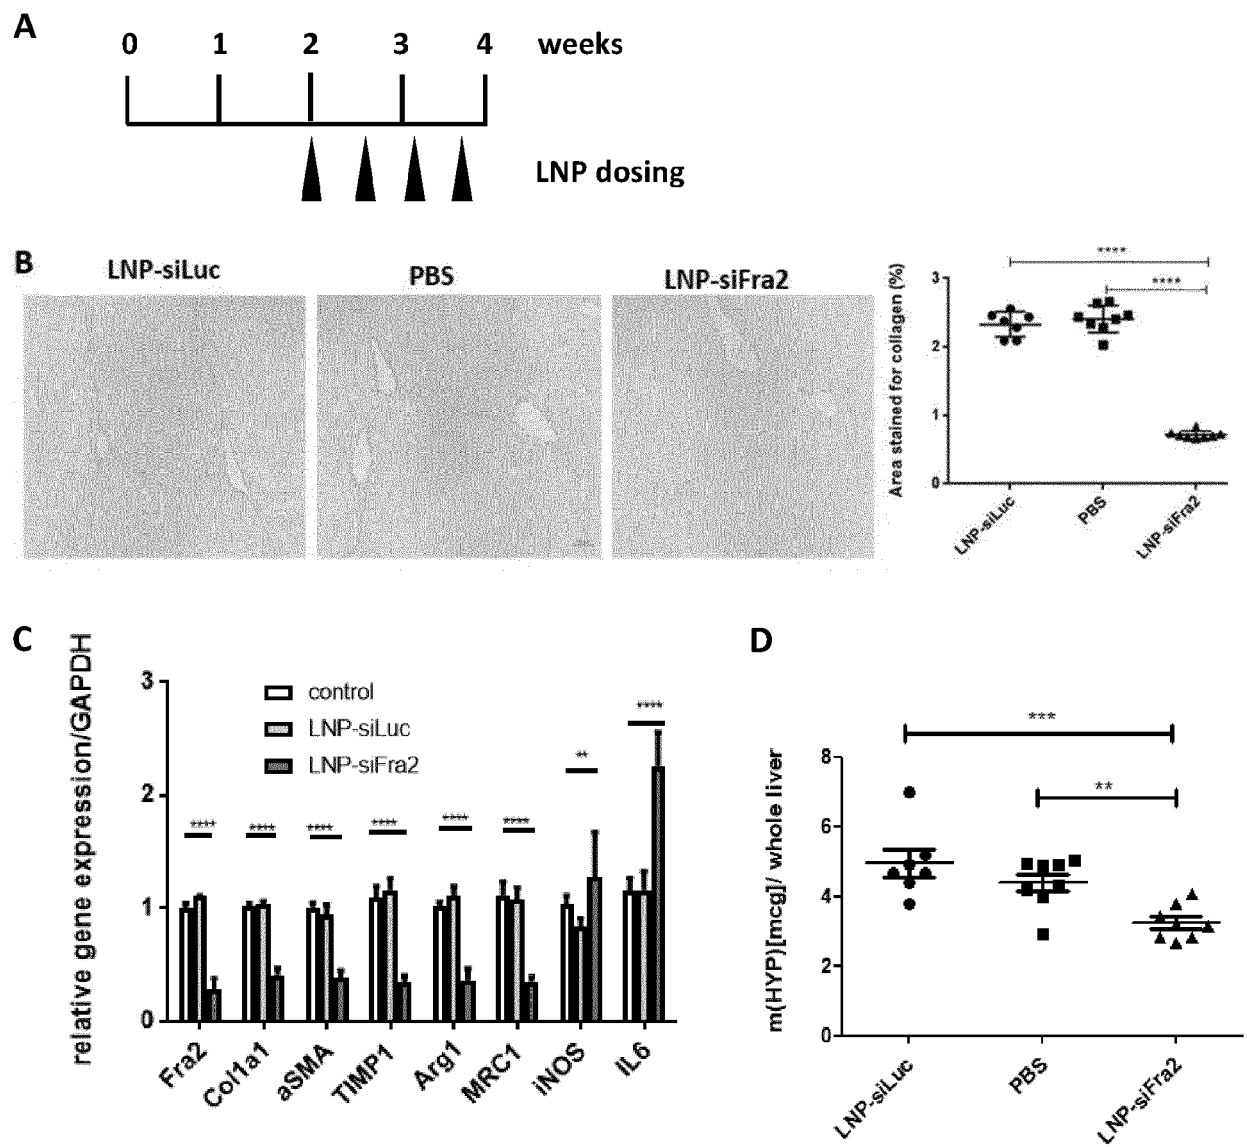 A
0 1 2 3 4 weeks
LNP dosing
B
LNP-siLuc PBS LNP-siFra2
Area stained for collagen (%)
****
****
3
2
1
0
LNP-siLuc PBS LNP-siFra2
C
relative gene expression/GAPDH
3
2
1
0
control
LNP-siLuc
LNP-siFra2
**** **** **** **** **** **** ** ****
Fra2 Col1a1 aSMA TIMP1 Arg1 MRC1 iNOS IL6
D
m(HYP)[mcg]/ whole liver
***
**
8
6
4
2
0
LNP-siLuc PBS LNP-siFra2